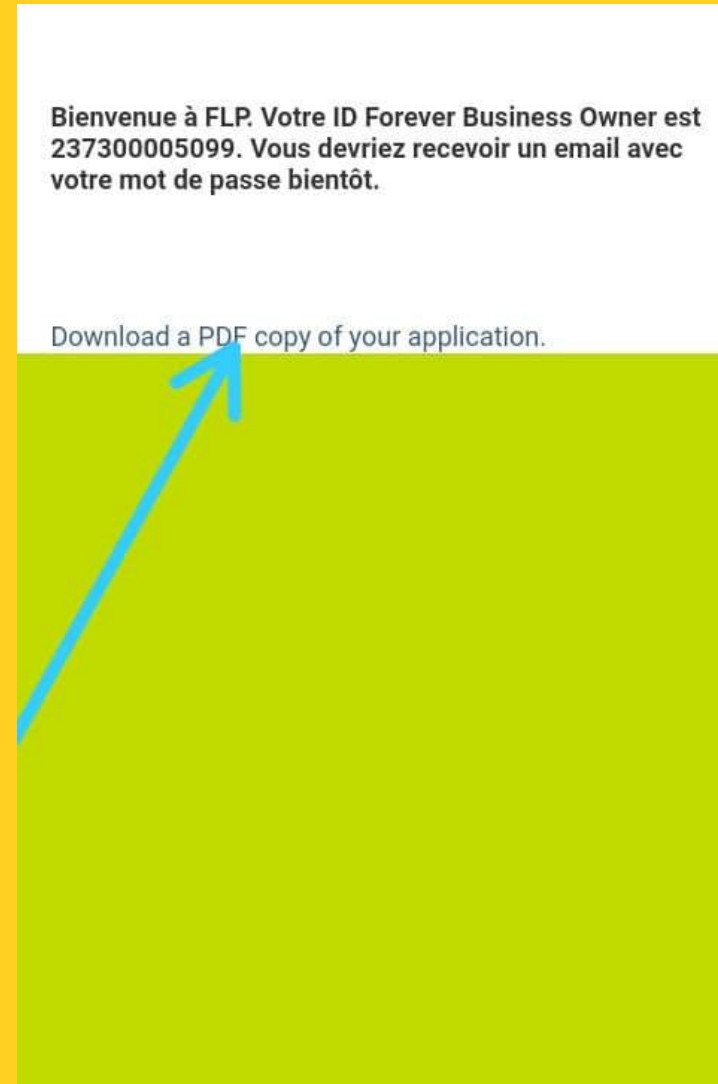 Bienvenue à FLP. Votre ID Forever Business Owner est
237300005099. Vous devriez recevoir un email avec
votre mot de passe bientôt.
Download a PDF copy of your application.